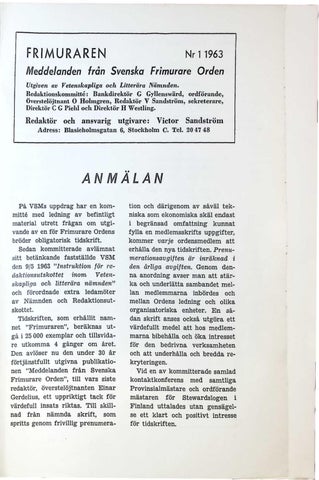 FRIMURAREN Nr 1 1963
Meddelanden från Svenska Frimurare Orden
Utgiven av Vetenskapliga och Litterära Nämnden.
Redaktionskommitté: Bankdirektör G Gyllenswärd, ordförande,
Överstelöjtnant O Holmgren, Redaktör V Sandström, sekreterare,
Direktör C G Piehl och Direktör H Westling.
Redaktör och ansvarig utgivare: Victor Sandström
Adress: Blasieholmsgatan 6, Stockholm C. Tel. 20 47 48
ANMÄLAN
På VSMs uppdrag har en kom-
mitté med ledning av befintligt
material utrett frågan om utgi-
vande av en för Frimurare Ordens
bröder obligatorisk tidskrift.
Sedan kommitterade avlämnat
sitt betänkande fastställde VSM
den 9/5 1963 "Instruktion för re-
daktionsutskottet inom Veten-
skapliga och litterära nämnden"
och förordnade extra ledamöter
av Nämnden och Redaktionsut-
skottet.
Tidskriften, som erhållit nam-
net "Frimuraren", beräknas ut-
gå i 25 000 exemplar och tillsvida-
re utkomma 4 gånger om året.
Den avlöser nu den under 30 år
förtjänstfullt utgivna publikatio-
nen "Meddelanden från Svenska
Frimurare Orden", till vars siste
redaktör, överstelöjtnanten Einar
Gordelius, ett uppriktigt tack för
värdefull insats riktas. Till skill-
nad från nämnda skrift, som
spritts genom frivillig prenumera-
tion och därigenom av såväl tek-
niska som ekonomiska skäl endast
i begränsad omfattning kunnat
fylla en medlemsskrifts uppgifter,
kommer varje ordensmedlem att
erhålla den nya tidskriften. Prenu-
merationsavgiften är inräknad i
den årliga avgiften. Genom den-
na anordning avser man att stär-
ka och underlätta sambandet mel-
lan medlemmarna inbördes och
mellan Ordens ledning och olika
organisatoriska enheter. En så-
dan skrift anses också utgöra ett
värdefullt medel att hos medlem-
marna bibehålla och öka intresset
för den bedrivna verksamheten
och att underhålla och bredda re-
kryteringen.
Vid en av kommitterade samlad
kontaktkonferens med samtliga
Provinsialmästare och ordförande
mästaren för Stewardslogen i
Finland uttalades utan gensägel-
se ett klart och positivt intresse
för tidskriften.